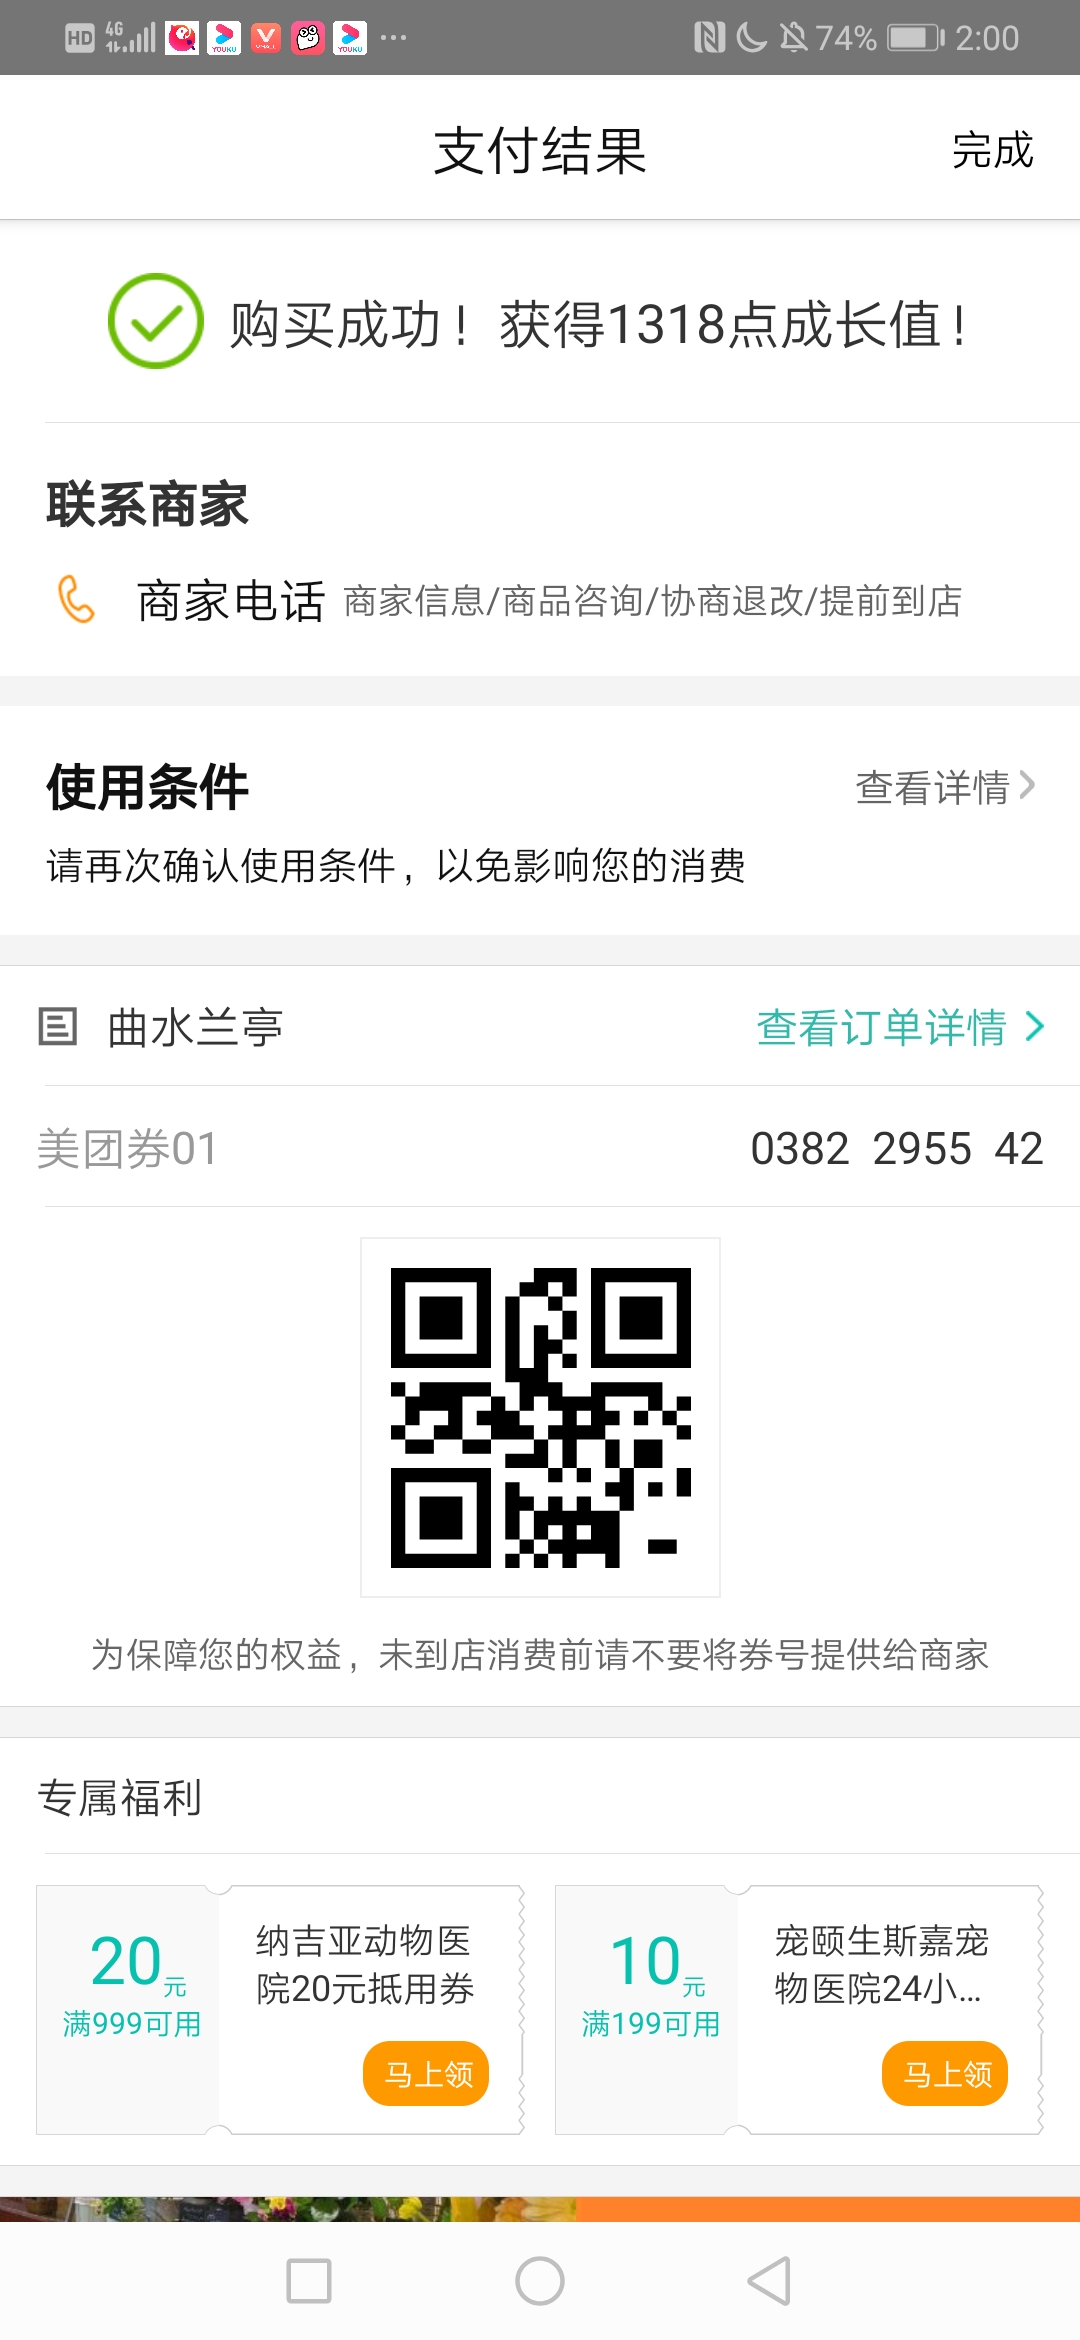 HD 4G 74% 2:00
支付结果 完成
购买成功！获得1318点成长值！
联系商家
商家电话 商家信息/商品咨询/协商退改/提前到店
使用条件 查看详情
请再次确认使用条件，以免影响您的消费
曲水兰亭 查看订单详情
美团券01 0382 2955 42
为保障您的权益，未到店消费前请不要将券号提供给商家
专属福利
20元
满999可用
纳吉亚动物医
院20元抵用券
马上领
10元
满199可用
宠颐生斯嘉宠
物医院24小...
马上领